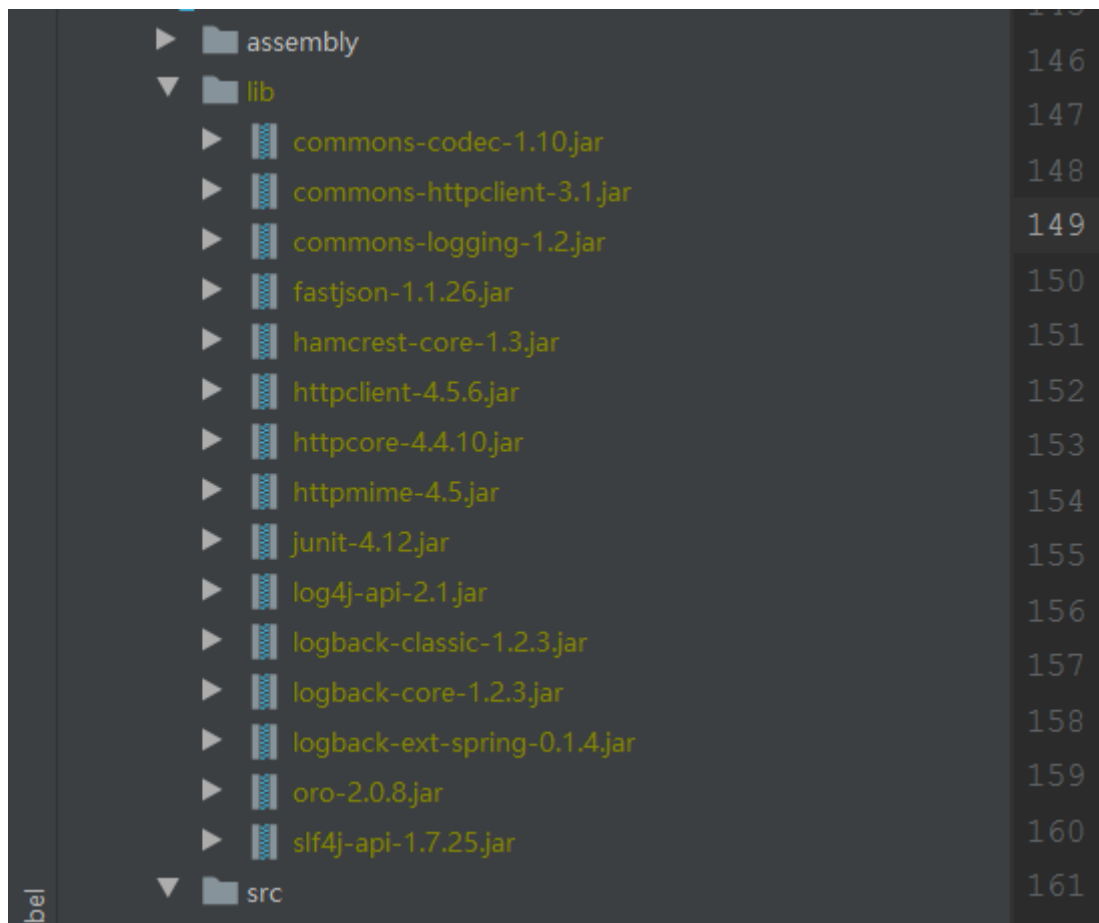 assembly
lib
commons-codec-1.10.jar
commons-httpclient-3.1.jar
commons-logging-1.2.jar
fastjson-1.1.26.jar
hamcrest-core-1.3.jar
httpclient-4.5.6.jar
httpcore-4.4.10.jar
httpmime-4.5.jar
junit-4.12.jar
log4j-api-2.1.jar
logback-classic-1.2.3.jar
logback-core-1.2.3.jar
logback-ext-spring-0.1.4.jar
oro-2.0.8.jar
slf4j-api-1.7.25.jar
src
bel
146
147
148
149
150
151
152
153
154
155
156
157
158
159
160
161